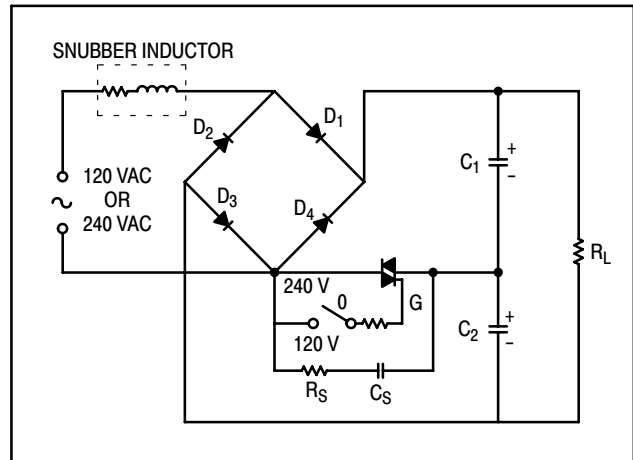 SNUBBER INDUCTOR
120 VAC
OR
240 VAC
D2
D1
D3
D4
C1
+
−
RL
240 V
0
G
120 V
C2
+
−
RS
CS